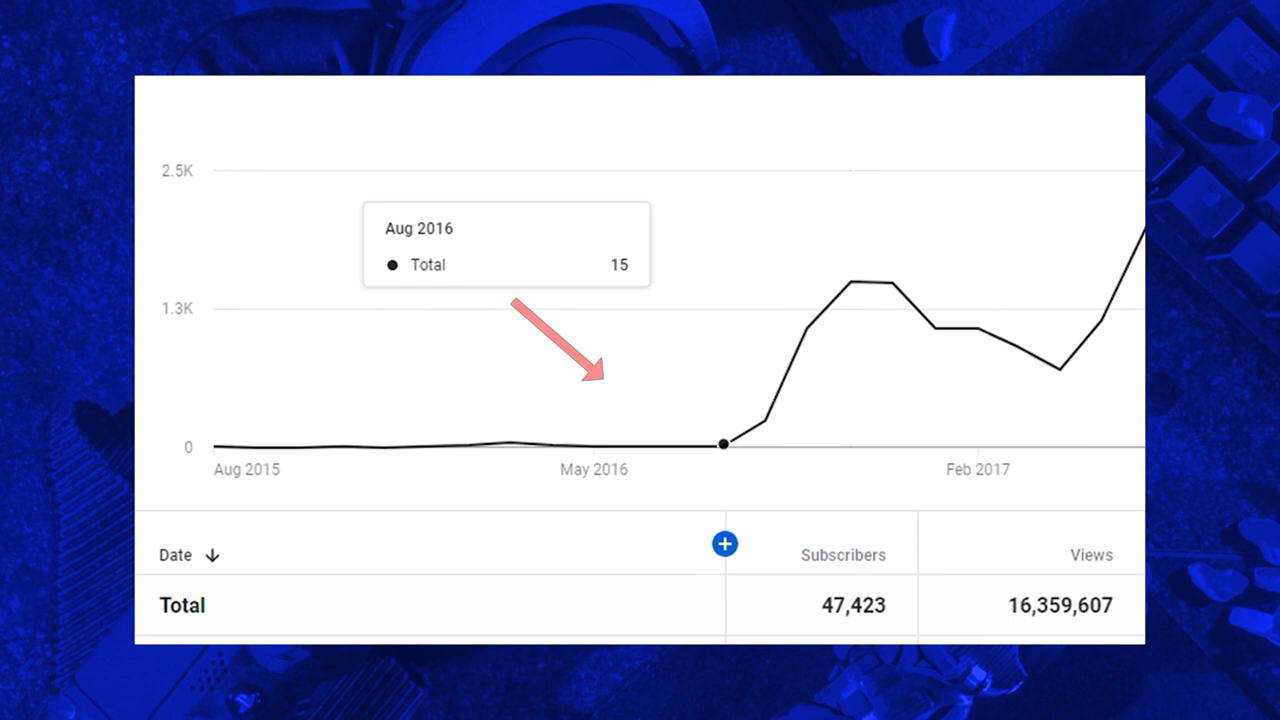 2.5K
Aug 2016
Total 15
1.3K
0
Aug 2015 May 2016 Feb 2017
Date Subscribers Views
Total 47,423 16,359,607